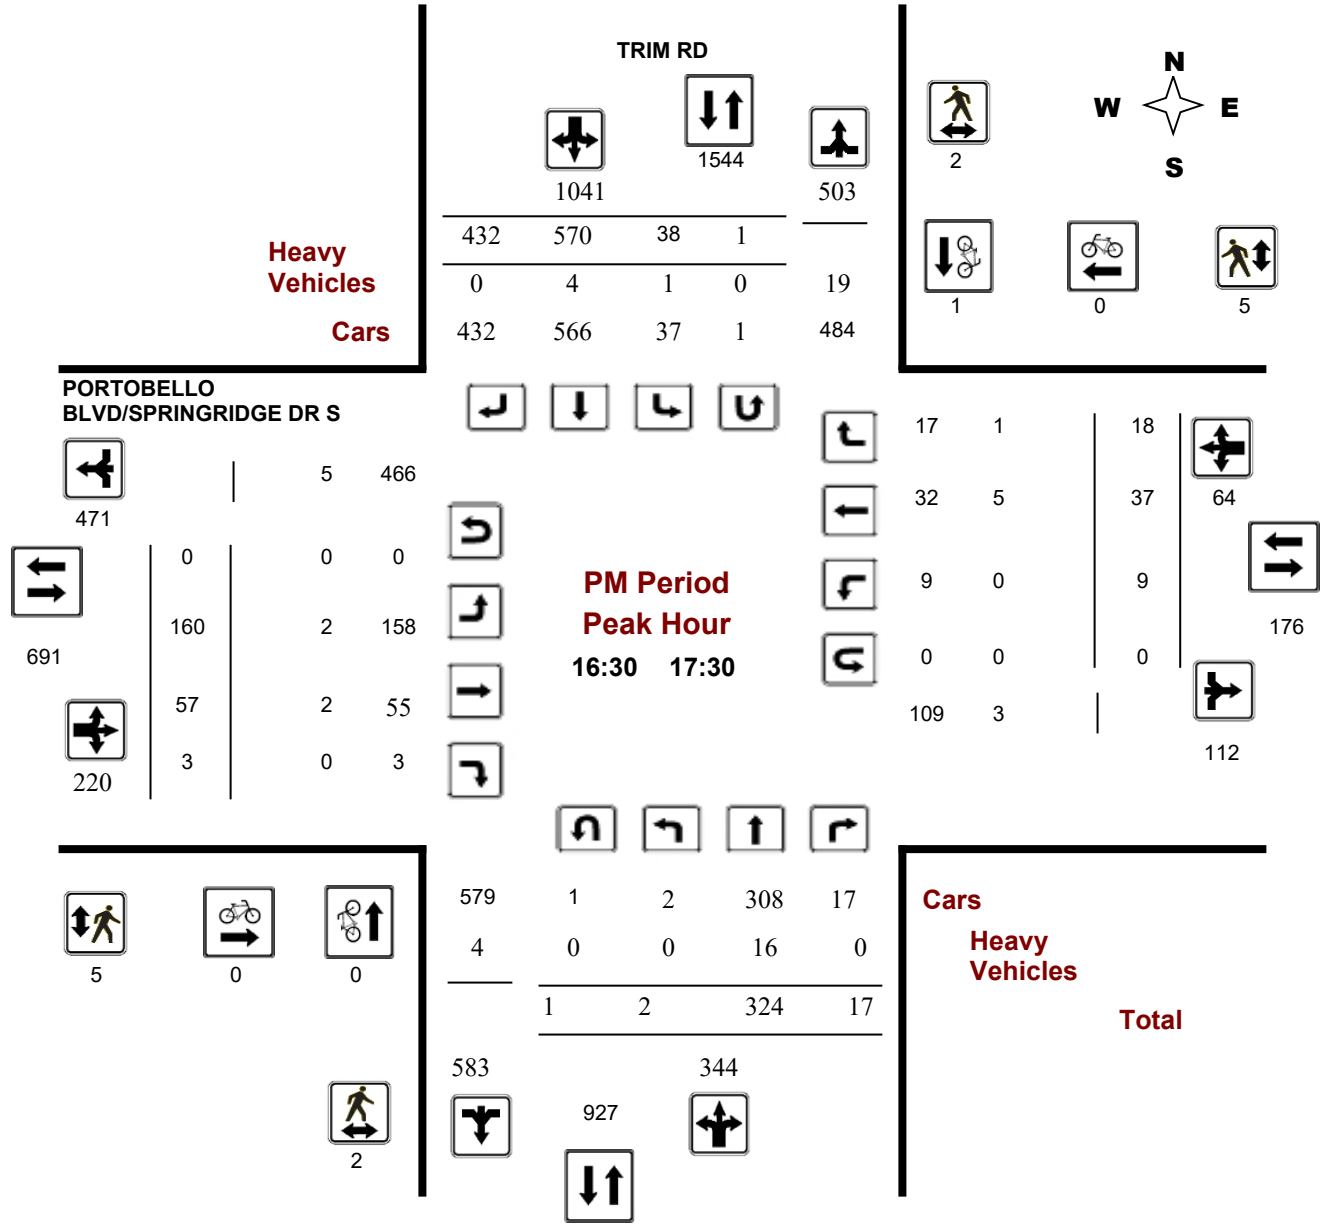 TRIM RD
N
W E
S
1544
2
1041
503
432 570 38 1
Heavy
Vehicles
0 4 1 0 19
1 0 5
Cars
432 566 37 1 484
PORTOBELLO
BLVD/SPRINGRIDGE DR S
17 1 18
5 466
32 5 37 64
471
0 0 0
PM Period
9 0 9
Peak Hour
160 2 158
176
691
16:30 17:30
0 0 0
57 2 55
109 3
3 0 3
112
220
579 1 2 308 17
Cars
4 0 0 16 0
Heavy
Vehicles
5 0 0
1 2 324 17
Total
583 344
927
2